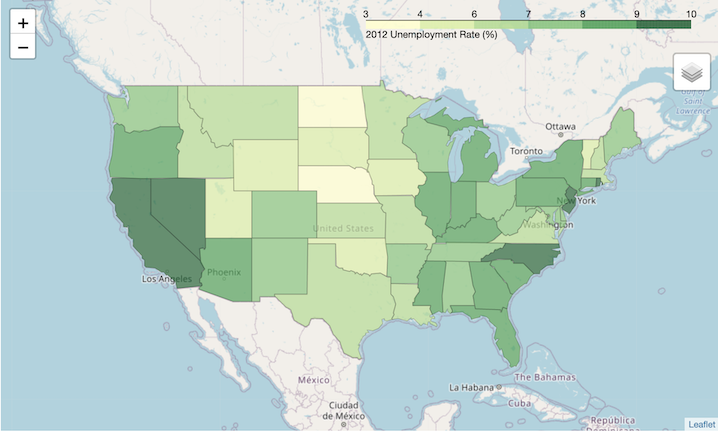 +
−
3 4 6 7 8 9 10
2012 Unemployment Rate (%)
Gulf of
Saint
Lawrence
Ottawa
Toronto
New York
United States
Washington
Phoenix
Los Angeles
The Bahamas
La Habana
México
Cuba
Ciudad
de México
República
Dominicana
Leaflet